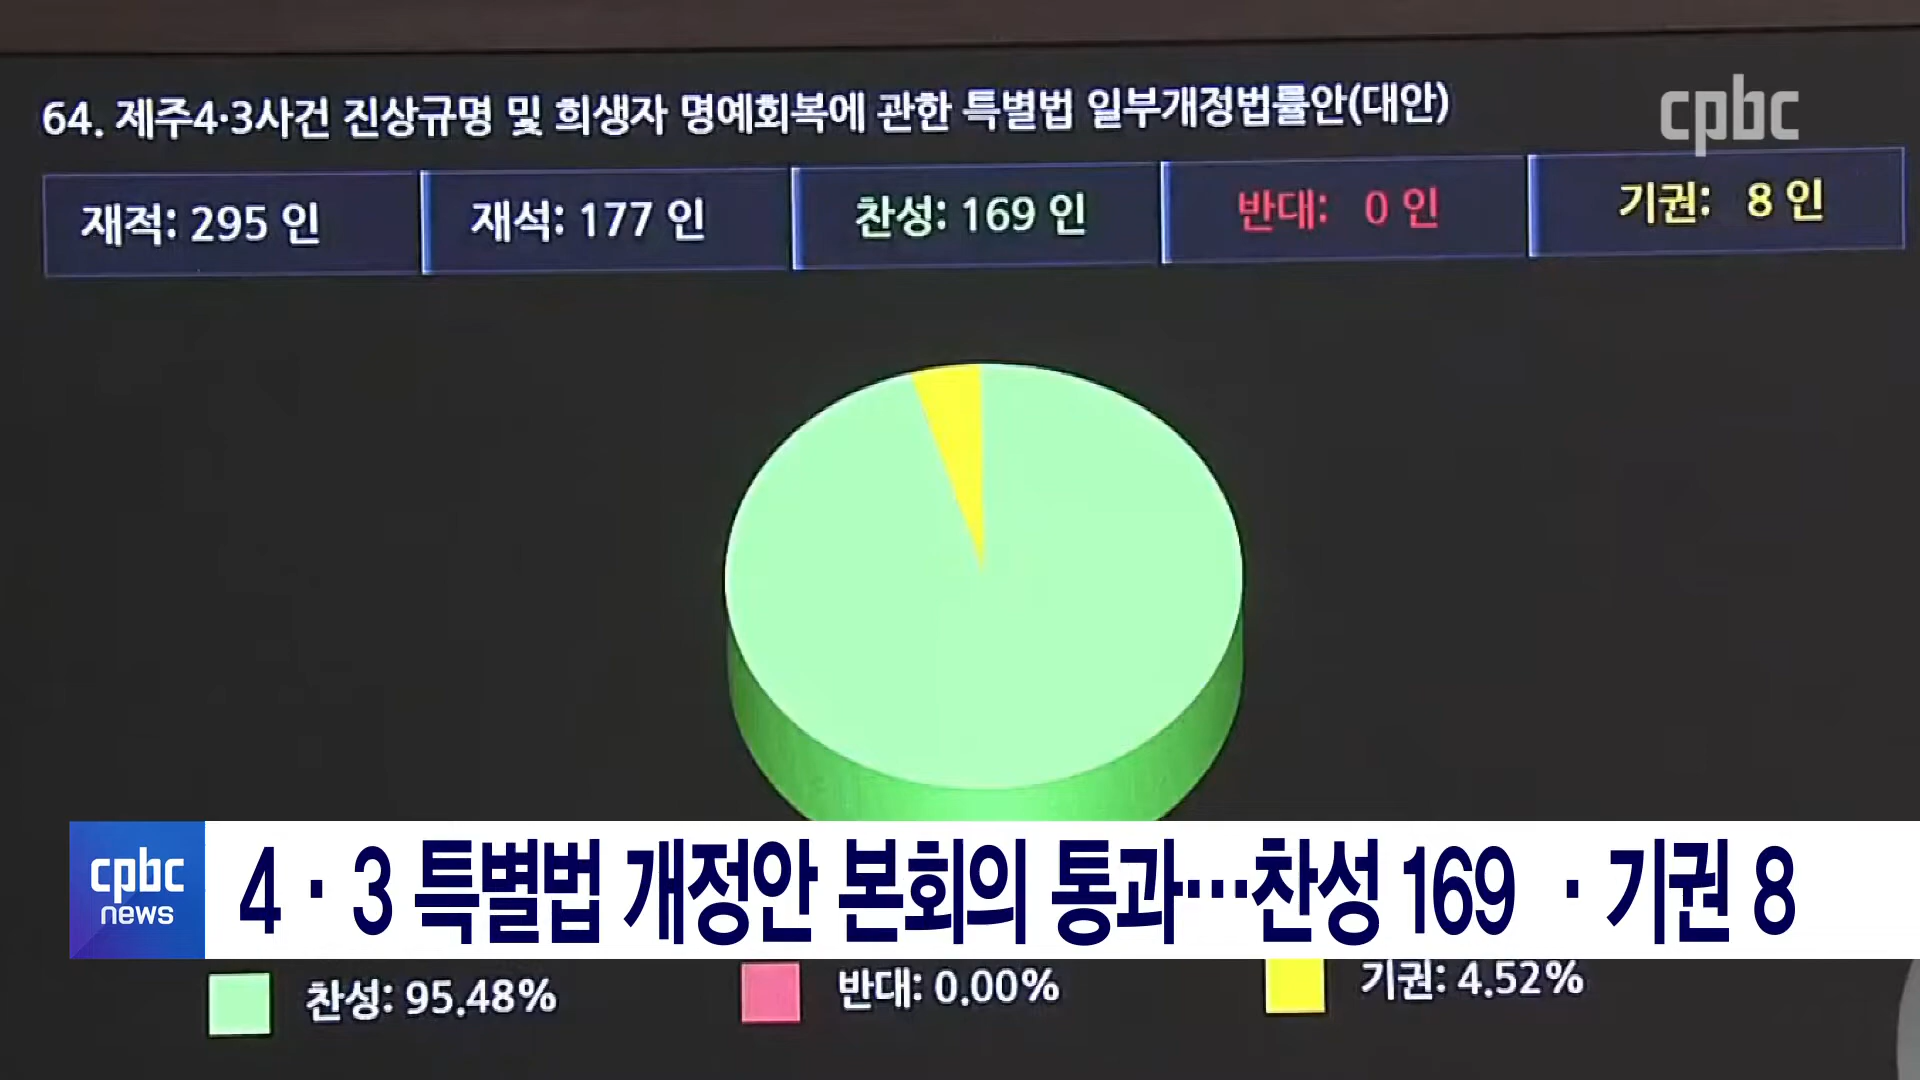 64. 제주4·3사건 진상규명 및 희생자 명예회복에 관한 특별법 일부개정법률안(대안)
cpbc
재적: 295 인 재석: 177 인 찬성: 169 인 반대: 0 인 기권: 8 인
cpbc
news
4 · 3 특별법 개정안 본회의 통과…찬성 169 · 기권 8
찬성: 95.48% 반대: 0.00% 기권: 4.52%